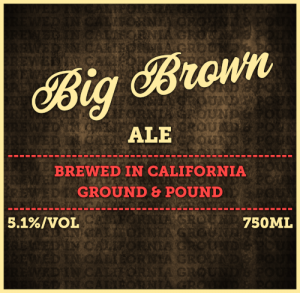 Big Brown
ALE
BREWED IN CALIFORNIA
GROUND & POUND
5.1%/VOL 750ML